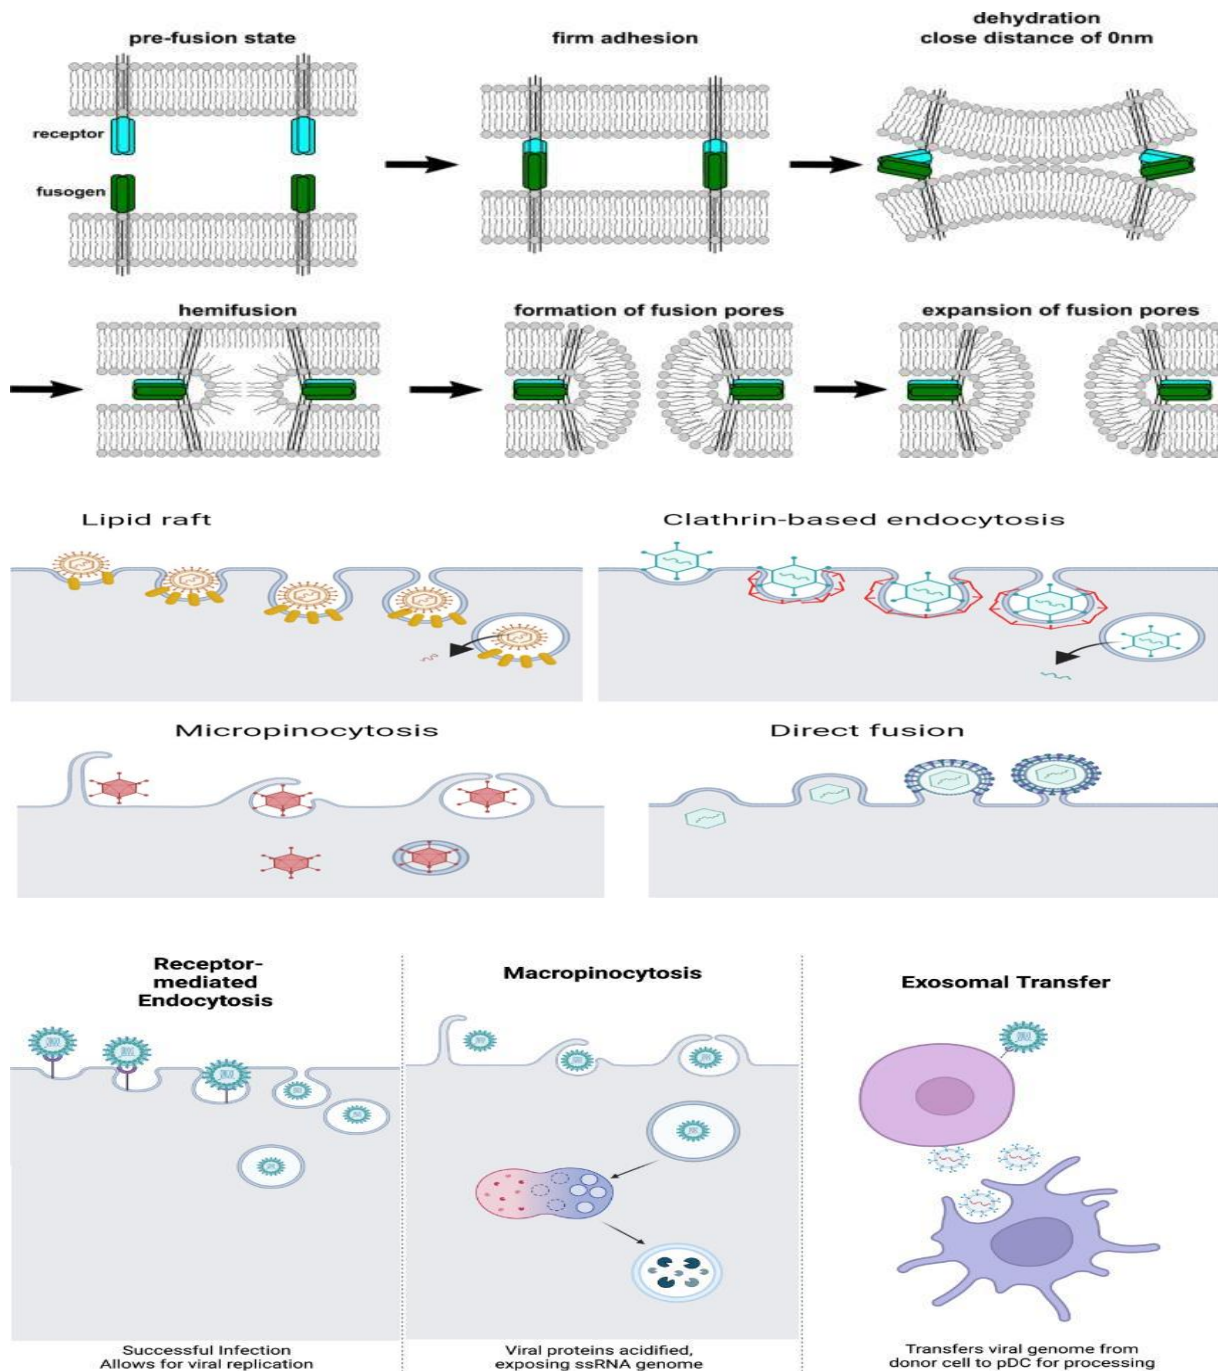 pre-fusion state
firm adhesion
dehydration
close distance of 0nm
receptor
fusogen
hemifusion
formation of fusion pores
expansion of fusion pores
Lipid raft
Clathrin-based endocytosis
Micropinocytosis
Direct fusion
Receptor-
mediated
Endocytosis
Macropinocytosis
Exosomal Transfer
Successful Infection
Allows for viral replication
Viral proteins acidified,
exposing ssRNA genome
Transfers viral genome from
donor cell to pDC for processing